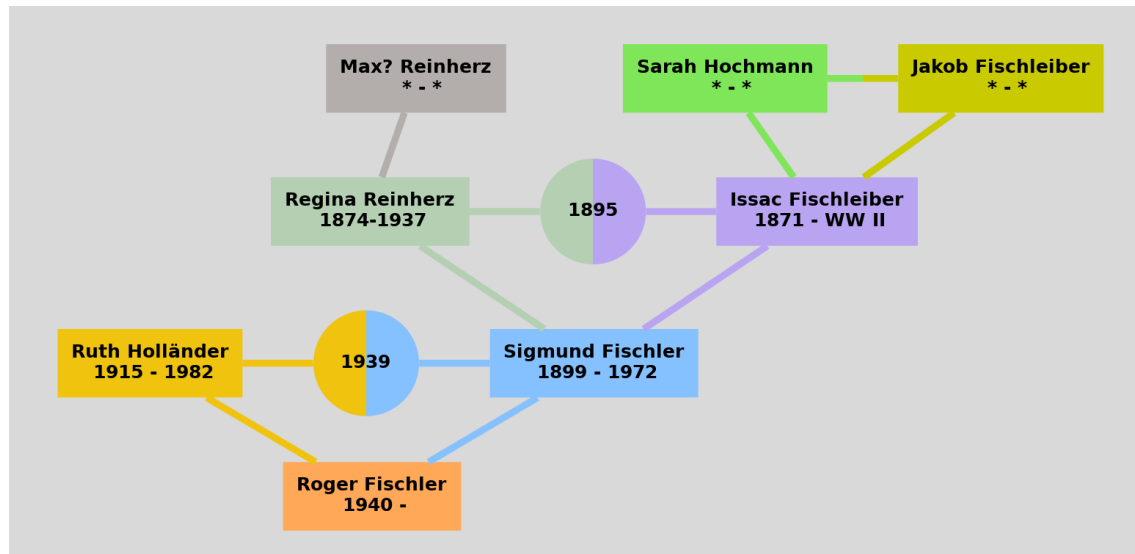 Max? Reinherz
* - *
Sarah Hochmann
* - *
Jakob Fischleiber
* - *
Regina Reinherz
1874-1937
1895
Issac Fischleiber
1871 - WW II
Ruth Holländer
1915 - 1982
1939
Sigmund Fischler
1899 - 1972
Roger Fischler
1940 -